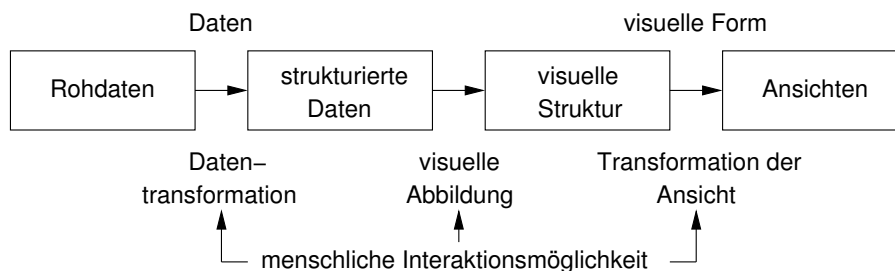 Daten
visuelle Form
Rohdaten
strukturierte
Daten
visuelle
Struktur
Ansichten
Daten−
transformation
visuelle
Abbildung
Transformation der
Ansicht
menschliche Interaktionsmöglichkeit